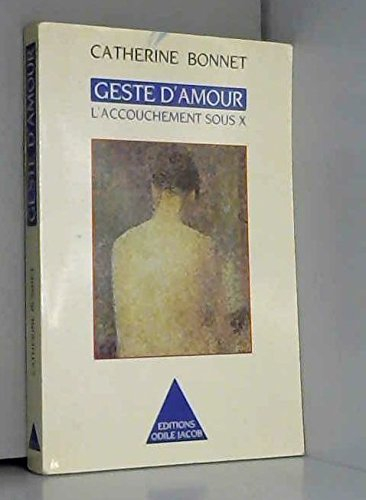 CATHERINE BONNET
GESTE D'AMOUR
L'ACCOUCHEMENT SOUS X
EDITIONS
ODILE JACOB
GESTE D'AMOUR
CATHERINE BONNET